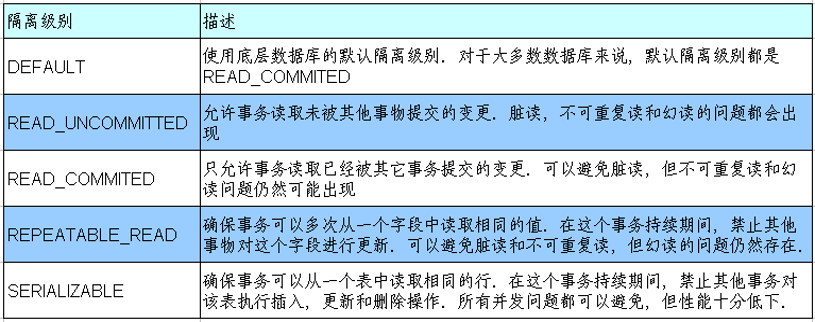 隔离级别 描述
DEFAULT
使用底层数据库的默认隔离级别. 对于大多数数据库来说, 默认隔离级别都是
READ_COMMITED
READ_UNCOMMITTED
允许事务读取未被其他事物提交的变更. 脏读, 不可重复读和幻读的问题都会出
现
READ_COMMITED
只允许事务读取已经被其它事务提交的变更. 可以避免脏读, 但不可重复读和幻
读问题仍然可能出现
REPEATABLE_READ
确保事务可以多次从一个字段中读取相同的值. 在这个事务持续期间, 禁止其他
事物对这个字段进行更新. 可以避免脏读和不可重复读, 但幻读的问题仍然存在.
SERIALIZABLE
确保事务可以从一个表中读取相同的行. 在这个事务持续期间, 禁止其他事务对
该表执行插入, 更新和删除操作. 所有并发问题都可以避免, 但性能十分低下.